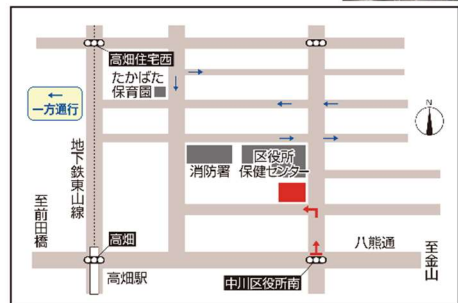 高畑住宅西
たかばた
保育園
←
一方通行
N
地下鉄東山線
消防署
区役所
保健センター
至前田橋
高畑
八熊通
至金山
高畑駅
中川区役所南